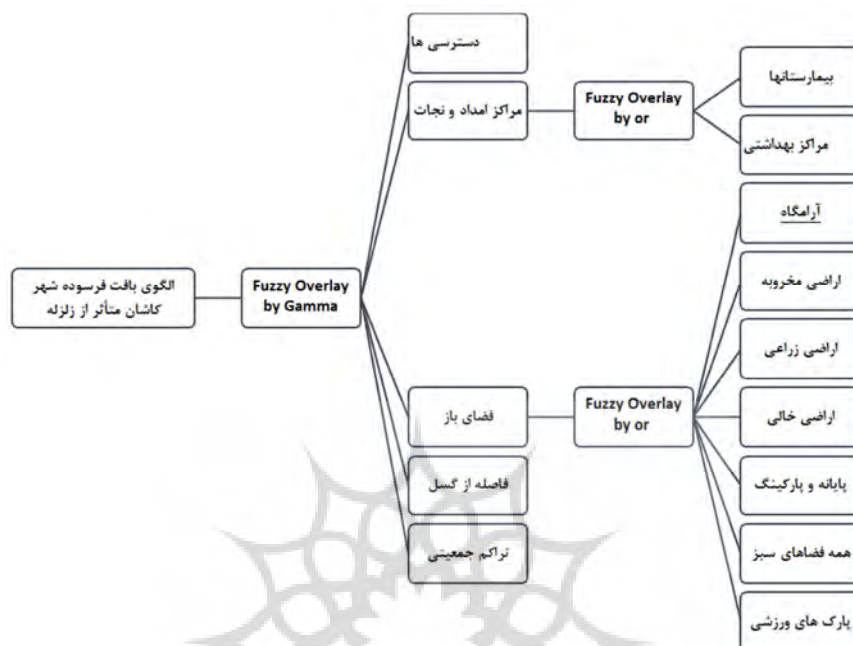 دسترسی ها
مراکز امداد و نجات
Fuzzy Overlay
by or
بیمارستانها
مراکز بهداشتی
آرامگاه
الگوی بافت فرسوده شهر
کاشان متأثر از زلزله
Fuzzy Overlay
by Gamma
اراضی مخروبه
اراضی زراعی
فضای باز
Fuzzy Overlay
by or
اراضی خالی
فاصله از گسل
پایانه و پارکینگ
تراکم جمعیتی
همه فضاهای سبز
پارک های ورزشی